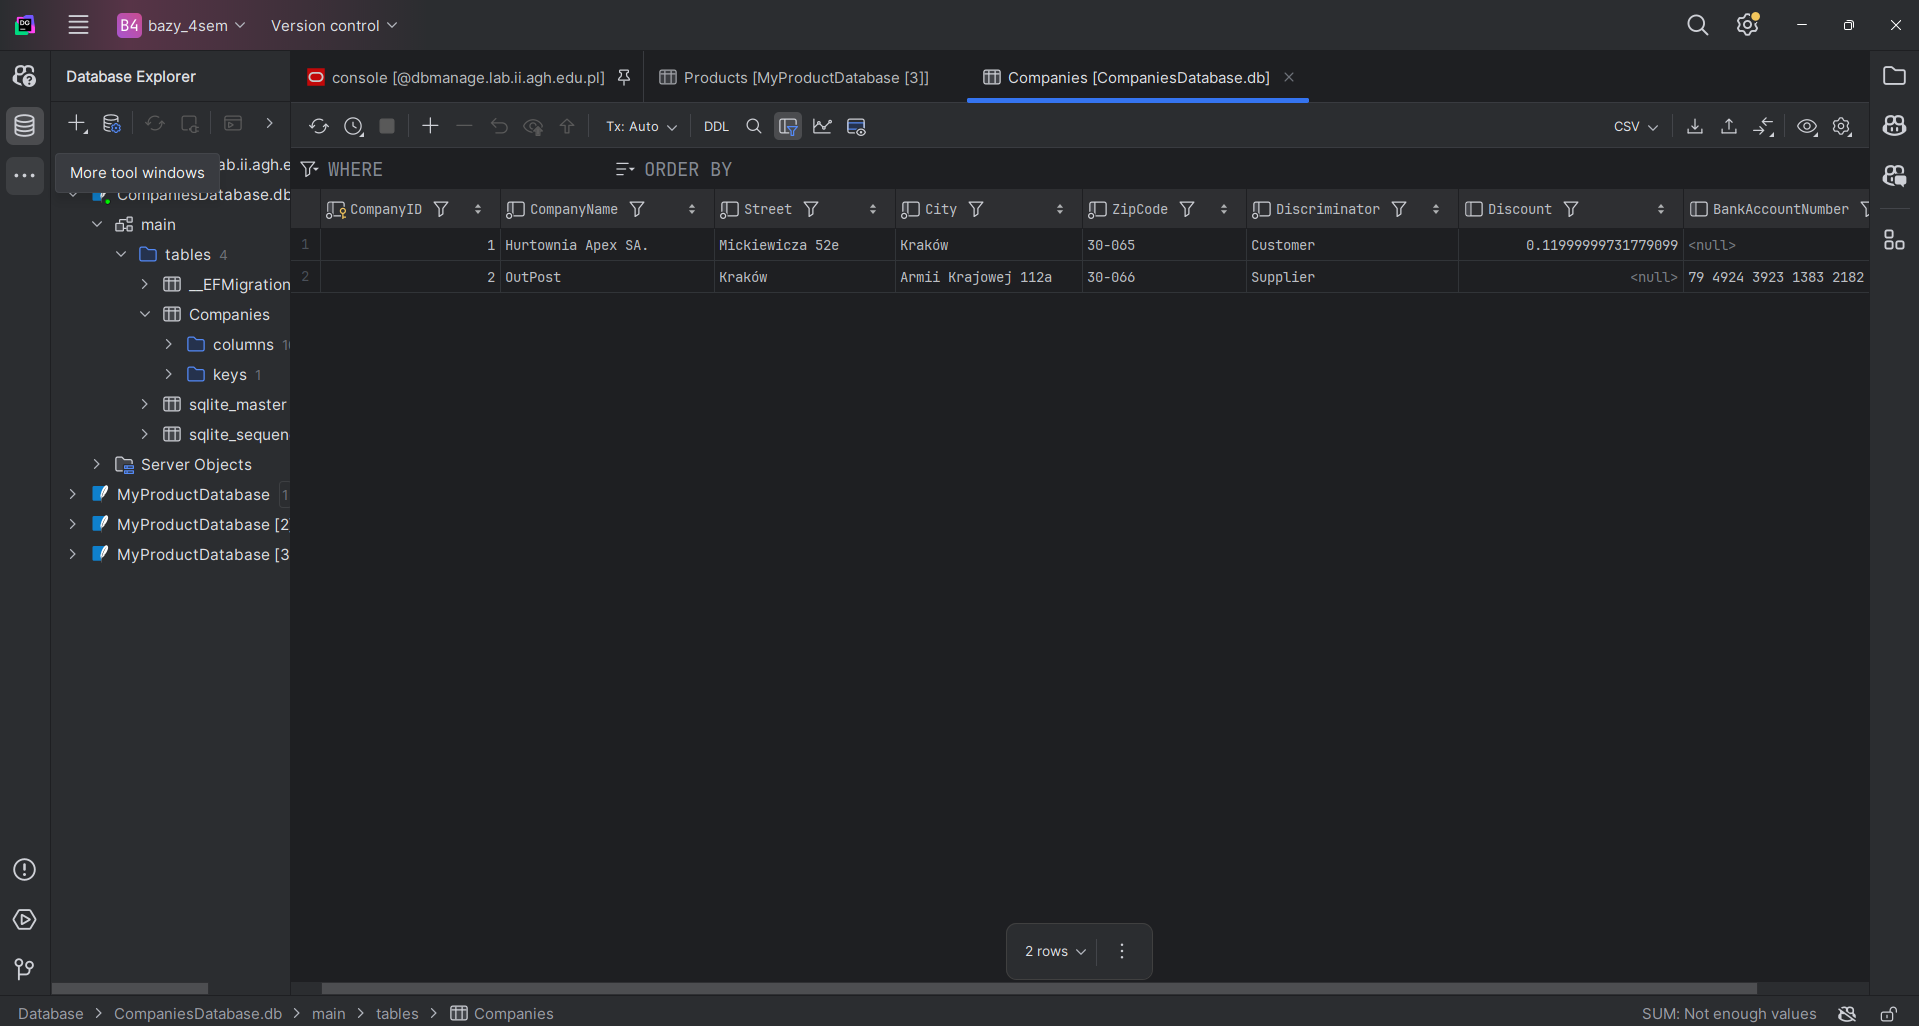 B4 bazy_4sem Version control
Database Explorer
console [@dbmanage.lab.ii.agh.edu.pl] Products [MyProductDatabase [3]] Companies [CompaniesDatabase.db]
Tx: Auto DDL CSV
WHERE ORDER BY
More tool windows
ab.ii.agh.e
CompaniesDatabase.db
main
tables 4
__EFMigration
Companies
columns
keys 1
sqlite_master
sqlite_sequen
Server Objects
MyProductDatabase 1
MyProductDatabase [2
MyProductDatabase [3
CompanyID CompanyName Street City ZipCode Discriminator Discount BankAccountNumber
1 1 Hurtownia Apex SA. Mickiewicza 52e Kraków 30-065 Customer 0.11999999731779099 <null>
2 2 OutPost Kraków Armii Krajowej 112a 30-066 Supplier <null> 79 4924 3923 1383 2182
2 rows
Database > CompaniesDatabase.db > main > tables > Companies
SUM: Not enough values